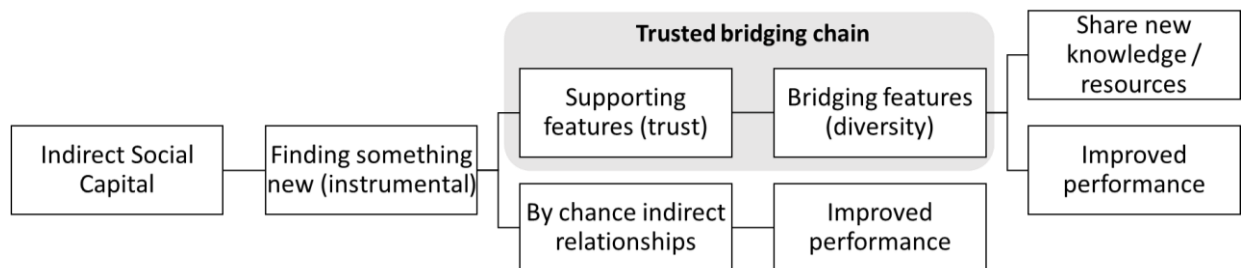 Trusted bridging chain
Share new
knowledge /
resources
Supporting
features (trust)
Bridging features
(diversity)
Indirect Social
Capital
Finding something
new (instrumental)
Improved
performance
By chance indirect
relationships
Improved
performance